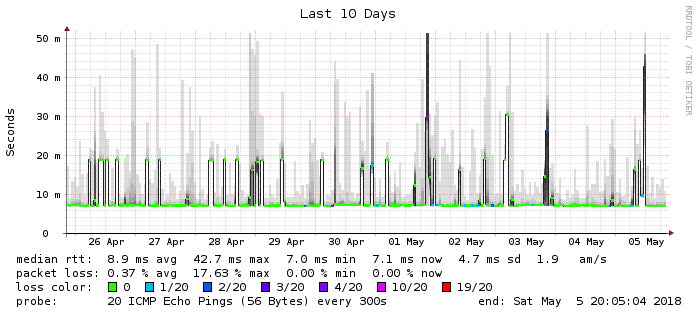 Last 10 Days
RRDTOOL / TOBI OETIKER
Seconds
50 m
40 m
30 m
20 m
10 m
0
26 Apr 27 Apr 28 Apr 29 Apr 30 Apr 01 May 02 May 03 May 04 May 05 May
median rtt: 8.9 ms avg 42.7 ms max 7.0 ms min 7.1 ms now 4.7 ms sd 1.9 am/s
packet loss: 0.37 % avg 17.63 % max 0.00 % min 0.00 % now
loss color: 0 1/20 2/20 3/20 4/20 10/20 19/20
probe: 20 ICMP Echo Pings (56 Bytes) every 300s end: Sat May 5 20:05:04 2018